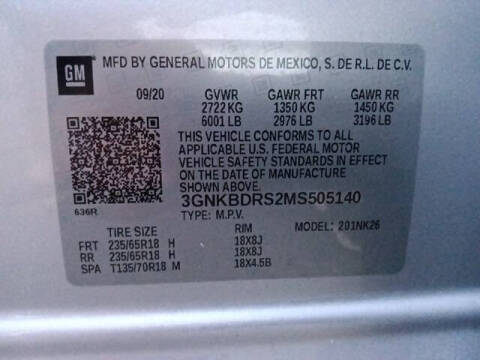 GM
MFD BY GENERAL MOTORS DE MEXICO, S. DE R.L. DE C.V.
09/20 GVWR GAWR FRT GAWR RR
2722 KG 1350 KG 1450 KG
6001 LB 2976 LB 3196 LB
THIS VEHICLE CONFORMS TO ALL
APPLICABLE U.S. FEDERAL MOTOR
VEHICLE SAFETY STANDARDS IN EFFECT
ON THE DATE OF MANUFACTURE
SHOWN ABOVE.
3GNKBDRS2MS505140
636R TYPE: M.P.V. MODEL: 201NK26
TIRE SIZE RIM
FRT 235/65R18 H 18X8J
RR 235/65R18 H 18X8J
SPA T135/70R18 M 18X4.5B